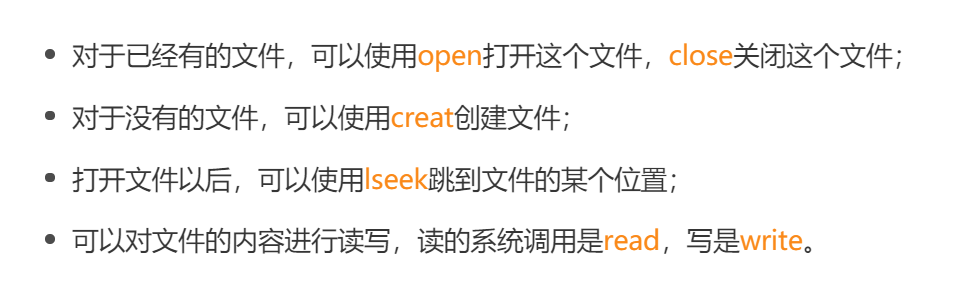 • 对于已经有的文件，可以使用open打开这个文件，close关闭这个文件；
• 对于没有的文件，可以使用creat创建文件；
• 打开文件以后，可以使用lseek跳到文件的某个位置；
• 可以对文件的内容进行读写，读的系统调用是read，写是write。